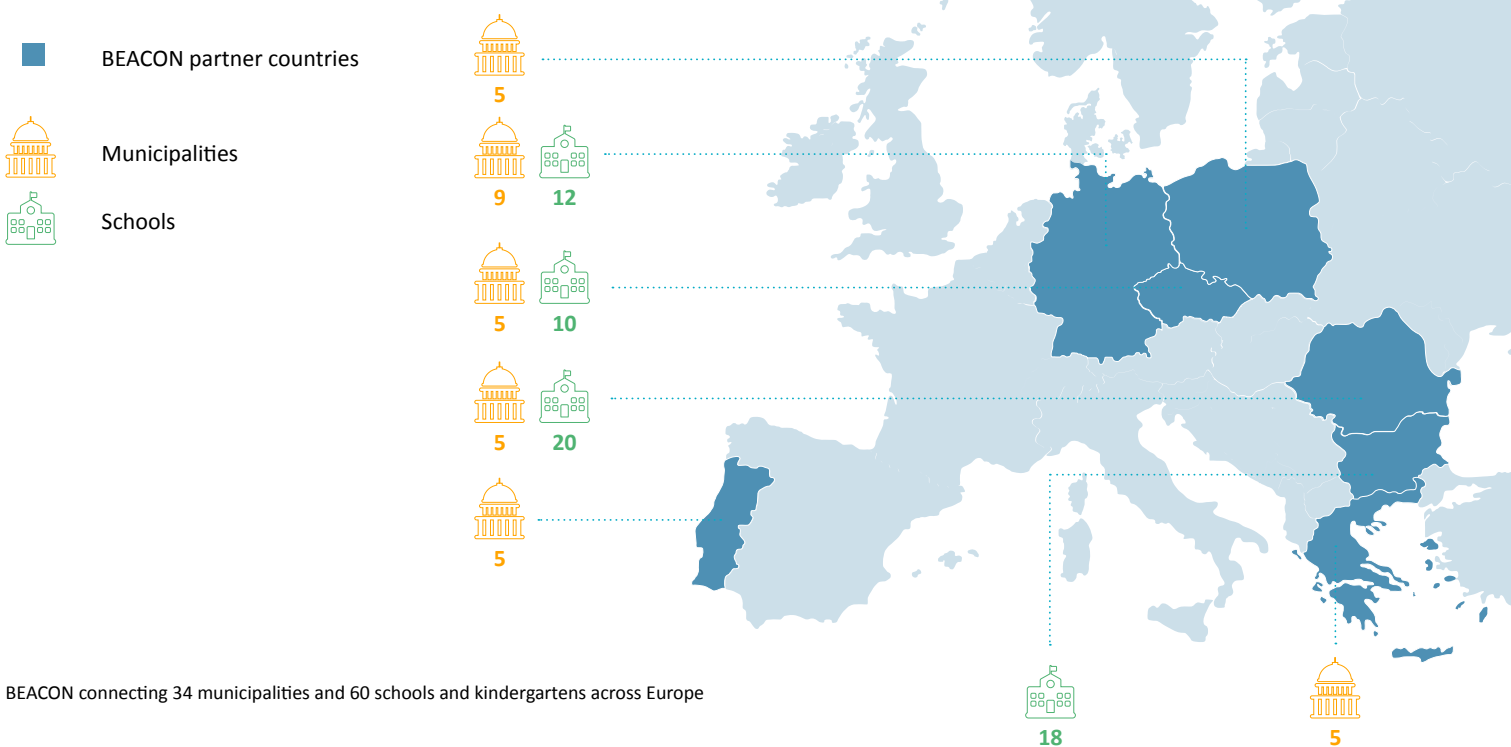 BEACON partner countries
Municipalities
Schools
5
9 12
5 10
5 20
5
18
5
BEACON connecting 34 municipalities and 60 schools and kindergartens across Europe